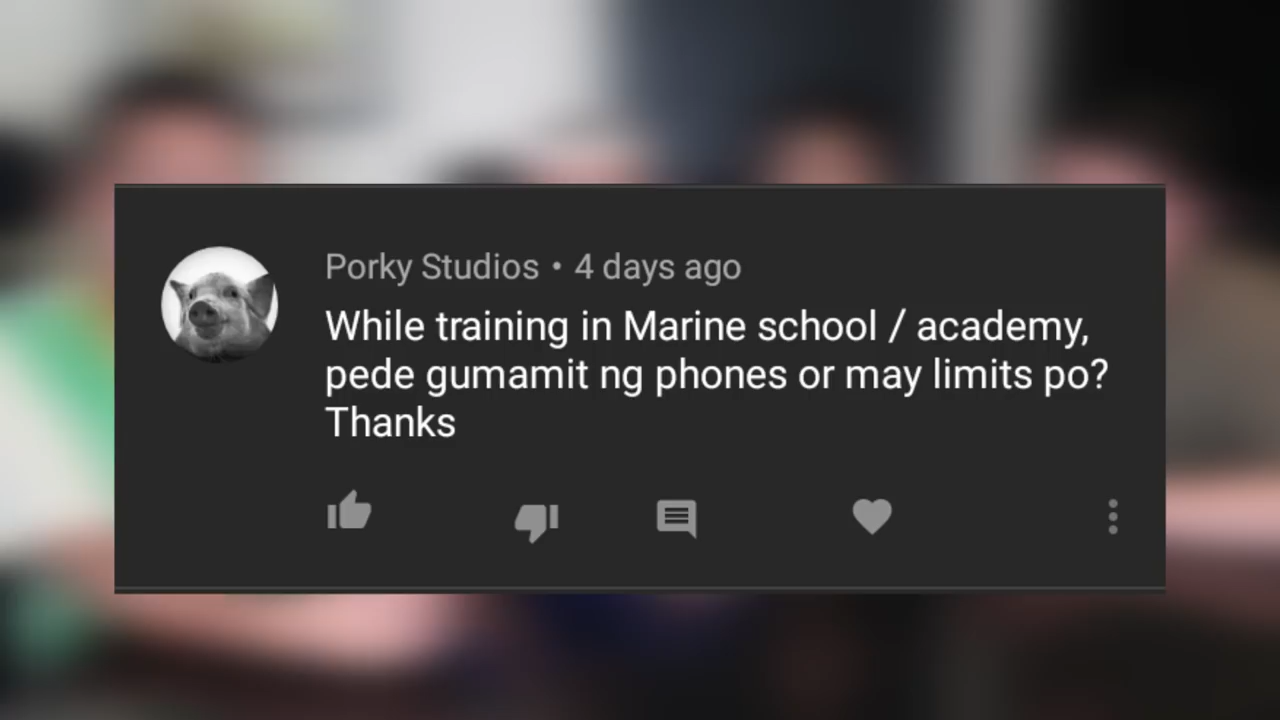 Porky Studios • 4 days ago
While training in Marine school / academy,
pede gumamit ng phones or may limits po?
Thanks